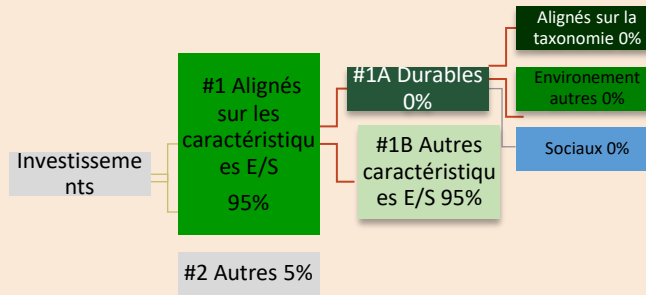 Investisseme
nts
#1 Alignés
sur les
caractéristiqu
es E/S
95%
#2 Autres 5%
#1A Durables
0%
#1B Autres
caractéristiqu
es E/S 95%
Alignés sur la
taxonomie 0%
Environement
autres 0%
Sociaux 0%